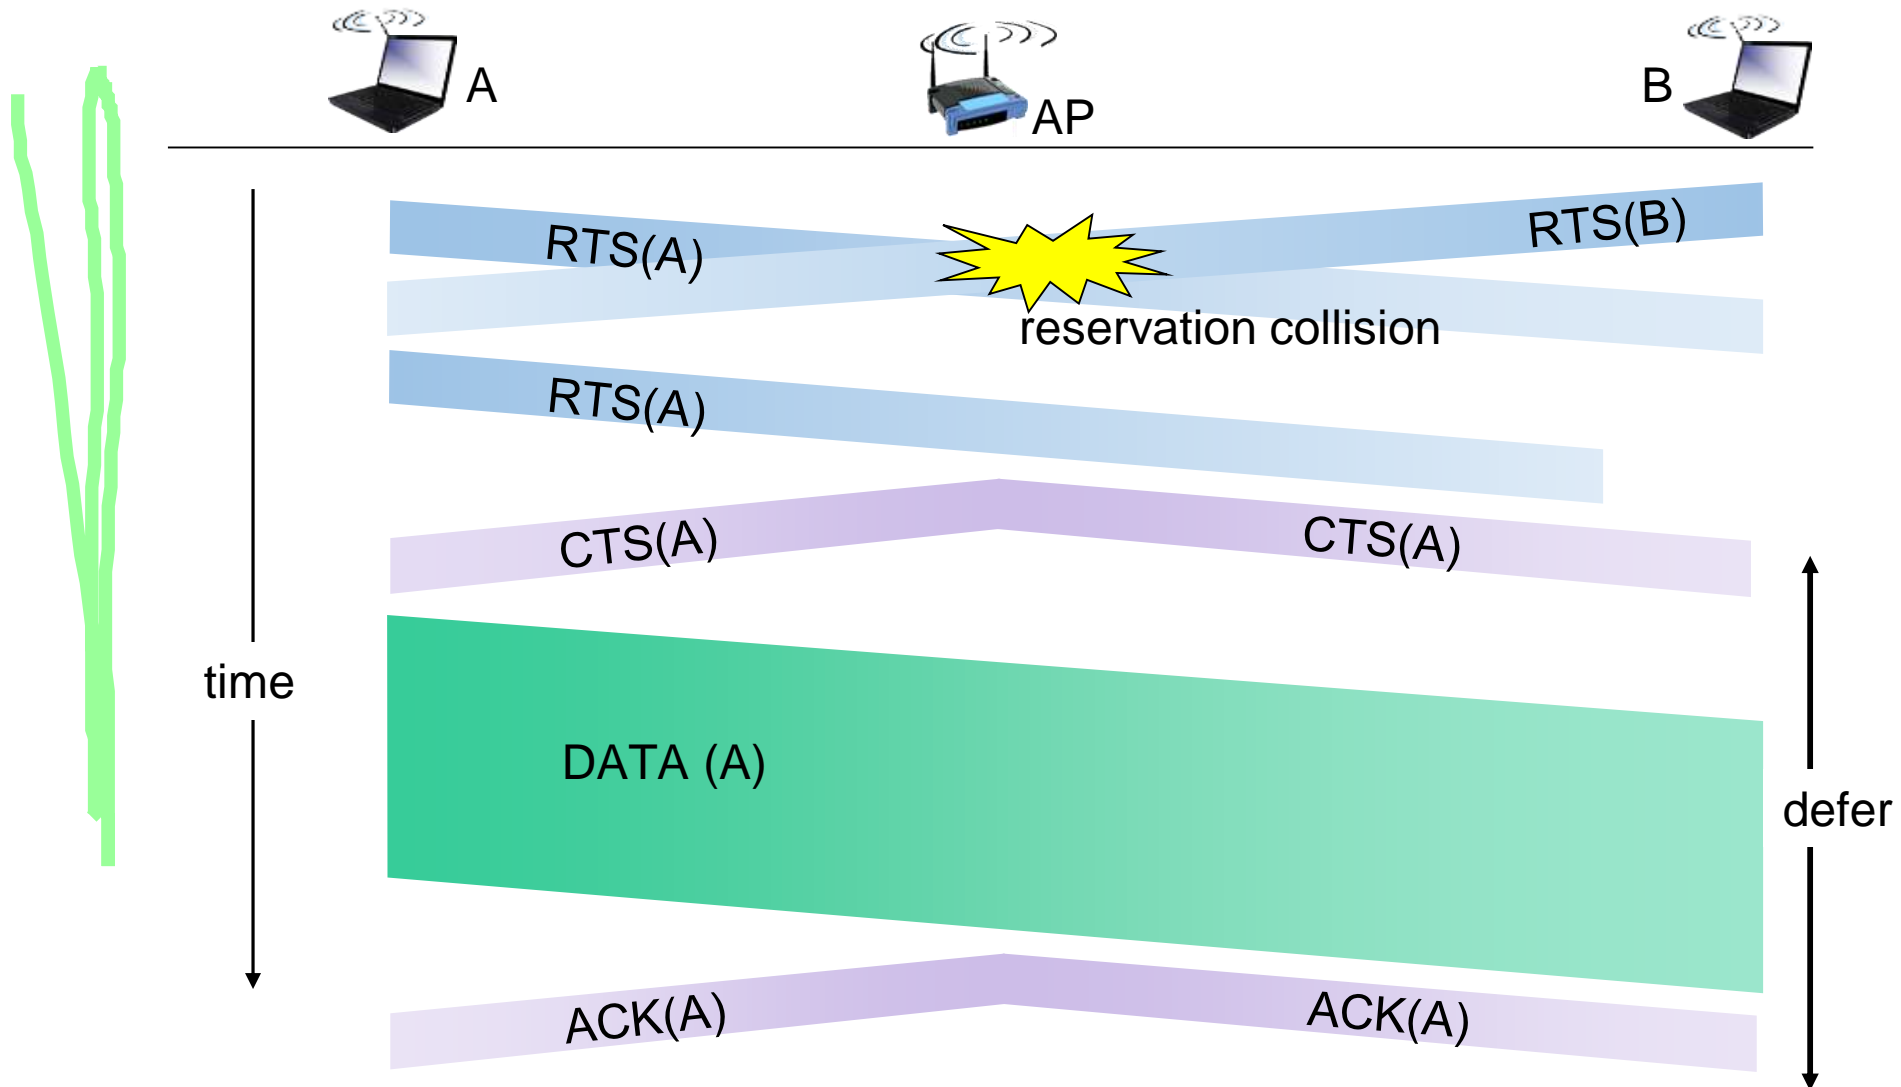 A
AP
B
RTS(A)
RTS(B)
reservation collision
RTS(A)
CTS(A)
CTS(A)
time
DATA (A)
defer
ACK(A)
ACK(A)